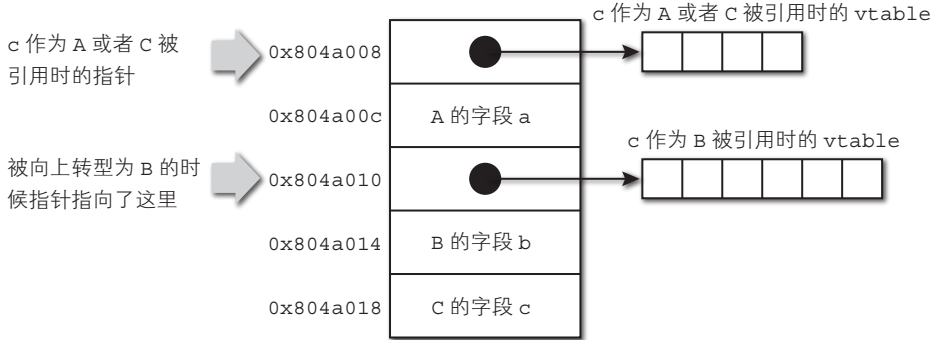 c 作为 A 或者 C 被引用时的 vtable
c 作为 A 或者 C 被
引用时的指针
0x804a008
0x804a00c
A 的字段 a
c 作为 B 被引用时的 vtable
被向上转型为 B 的时
候指针指向了这里
0x804a010
0x804a014
B 的字段 b
0x804a018
C 的字段 c